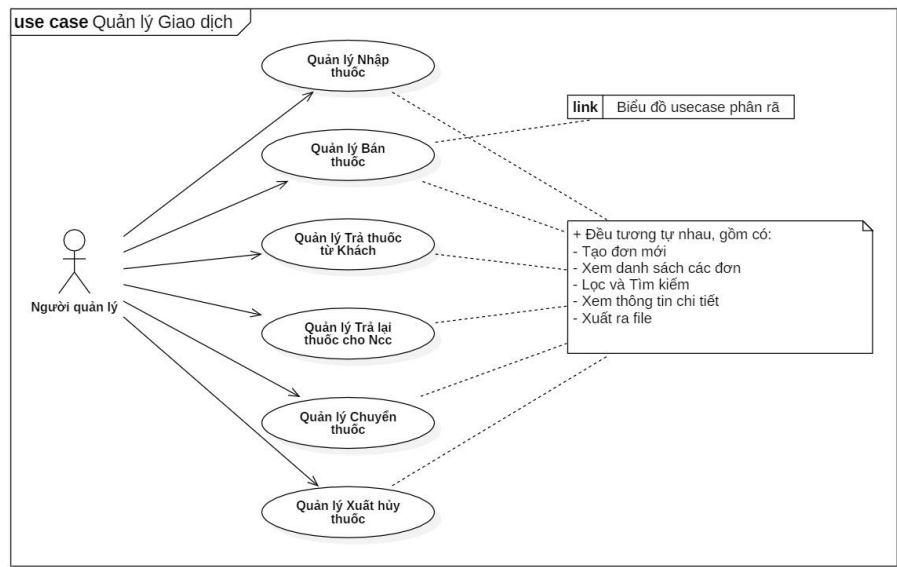 use case Quản lý Giao dịch
Quản lý Nhập
thuốc
link Biểu đồ usecase phân rã
Quản lý Bán
thuốc
Quản lý Trả thuốc
từ Khách
+ Đều tương tự nhau, gồm có:
- Tạo đơn mới
- Xem danh sách các đơn
- Lọc và Tìm kiếm
- Xem thông tin chi tiết
- Xuất ra file
Người quản lý
Quản lý Trả lại
thuốc cho Ncc
Quản lý Chuyển
thuốc
Quản lý Xuất hủy
thuốc